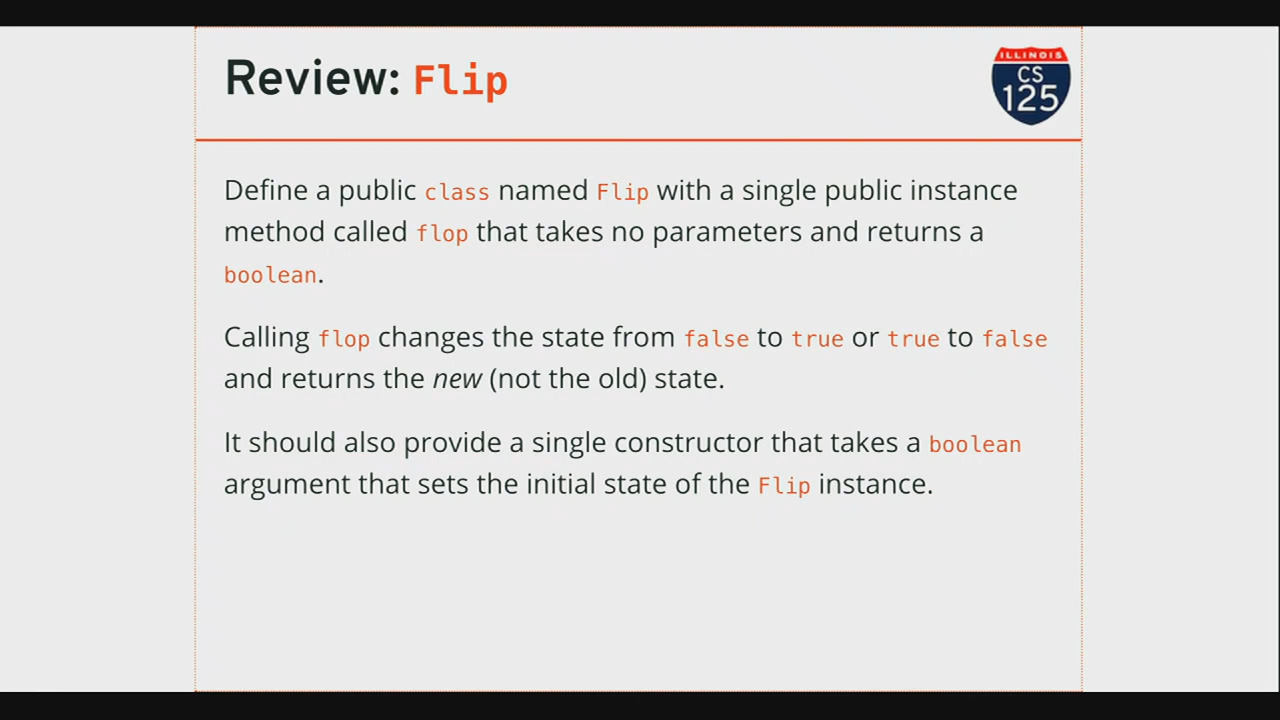 Review: Flip
ILLINOIS
CS
125
Define a public class named Flip with a single public instance
method called flop that takes no parameters and returns a
boolean.
Calling flop changes the state from false to true or true to false
and returns the new (not the old) state.
It should also provide a single constructor that takes a boolean
argument that sets the initial state of the Flip instance.